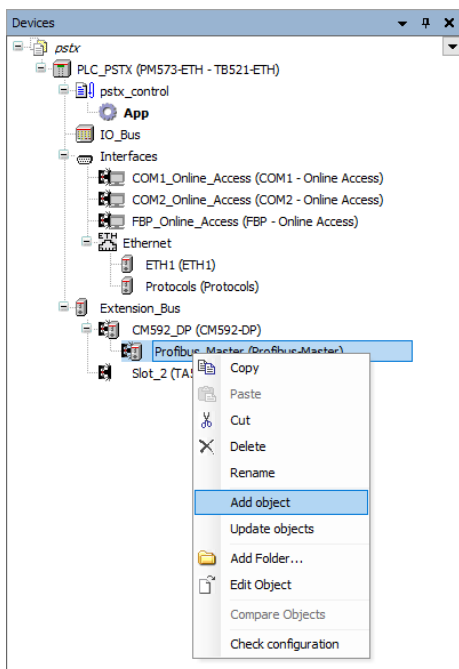 Devices
pstx
PLC_PSTX (PM573-ETH - TB521-ETH)
pstx_control
App
IO_Bus
Interfaces
COM1_Online_Access (COM1 - Online Access)
COM2_Online_Access (COM2 - Online Access)
FBP_Online_Access (FBP - Online Access)
ETH
Ethernet
ETH1 (ETH1)
Protocols (Protocols)
Extension_Bus
CM592_DP (CM592-DP)
Profibus_Master (Profibus-Master)
Slot_2 (TA5
Copy
Paste
Cut
Delete
Rename
Add object
Update objects
Add Folder...
Edit Object
Compare Objects
Check configuration